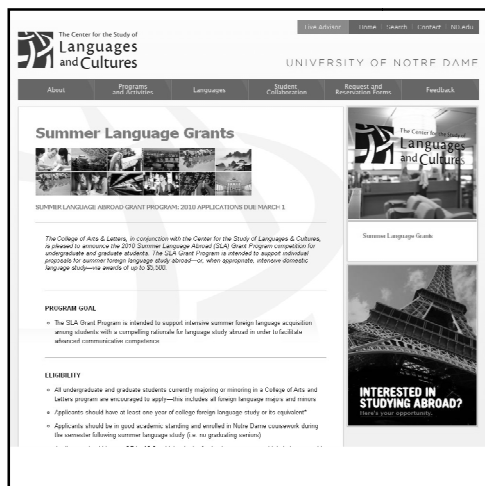 Live Advisor Home Search Contact ND.edu
The Center for the Study of
Languages
and Cultures
UNIVERSITY OF NOTRE DAME
About
Programs
and Activities
Languages
Student
Collaboration
Request and
Reservation Forms
Feedback
Summer Language Grants
SUMMER LANGUAGE ABROAD GRANT PROGRAM: 2010 APPLICATIONS DUE MARCH 1
The College of Arts & Letters, in conjunction with the Center for the Study of Languages & Cultures,
is pleased to announce the 2010 Summer Language Abroad (SLA) Grant Program competition for
undergraduate and graduate students. The SLA Grant Program is intended to support individual
proposals for summer foreign language study abroad—or, when appropriate, intensive domestic
language study—via awards of up to $5,500.
PROGRAM GOAL
The SLA Grant Program is intended to support intensive summer foreign language acquisition
among students with a compelling rationale for language study abroad in order to facilitate
advanced communicative competence
ELIGIBILITY
All undergraduate and graduate students currently majoring or minoring in a College of Arts and
Letters program are encouraged to apply—this includes all foreign language majors and minors
Applicants should have at least one year of college foreign language study or its equivalent*
Applicants should be in good academic standing and enrolled in Notre Dame coursework during
the semester following summer language study (i.e. no graduating seniors)
The Center for the Study of
Languages
and Cultures
Summer Language Grants
INTERESTED IN
STUDYING ABROAD?
Here's your opportunity.